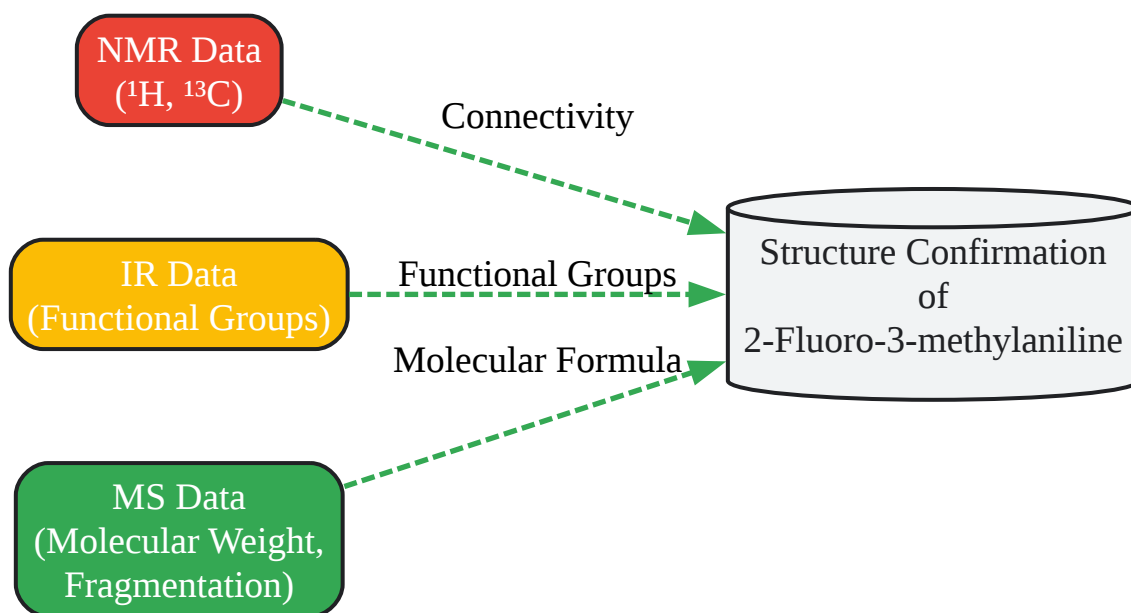 NMR Data
(¹H, ¹³C)
Connectivity
IR Data
(Functional Groups)
Functional Groups
Structure Confirmation
of
2-Fluoro-3-methylaniline
Molecular Formula
MS Data
(Molecular Weight,
Fragmentation)